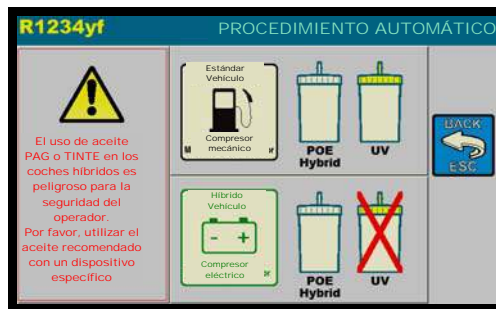 R1234yf
PROCEDIMIENTO AUTOMÁTICO
El uso de aceite
PAG o TINTE en los
coches híbridos es
peligroso para la
seguridad del
operador.
Por favor, utilizar el
aceite recomendado
con un dispositivo
específico
Estándar
Vehículo
Compresor
mecánico
POE
Hybrid
UV
BACK
ESC
Híbrido
Vehículo
- +
Compresor
eléctrico
POE
Hybrid
UV